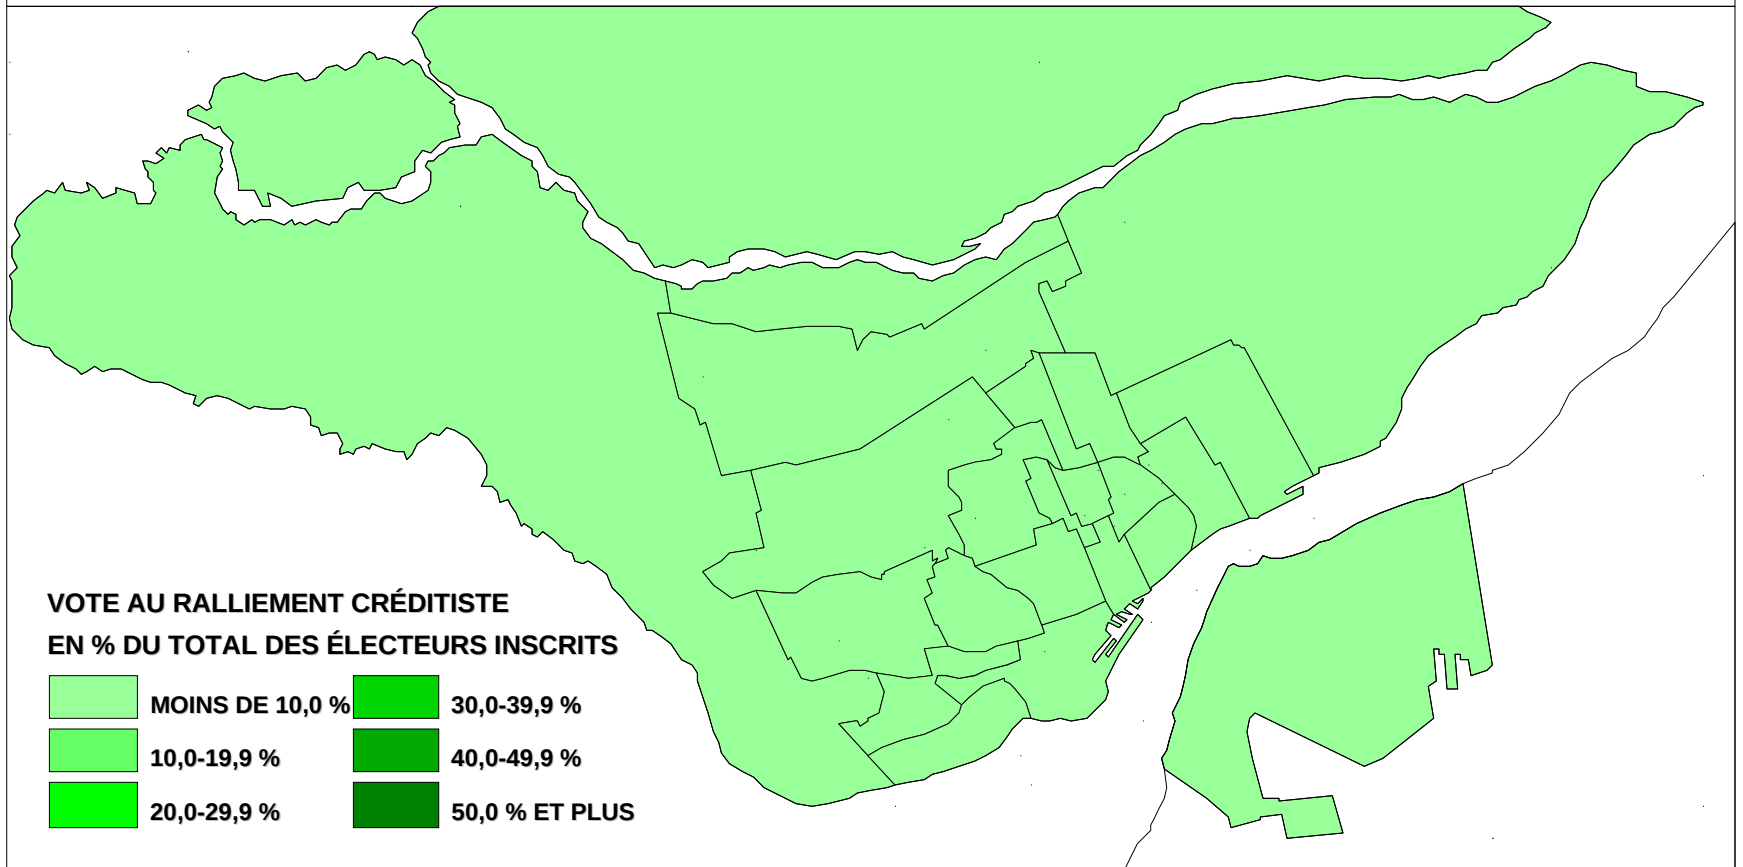 VOTE AU RALLIEMENT CRÉDITISTE
EN % DU TOTAL DES ÉLECTEURS INSCRITS
MOINS DE 10,0 %
10,0-19,9 %
20,0-29,9 %
30,0-39,9 %
40,0-49,9 %
50,0 % ET PLUS